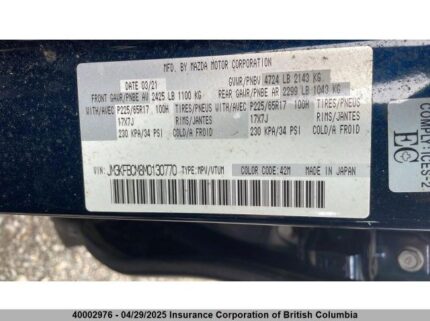 MFD. BY MAZDA MOTOR CORPORATION
DATE 03/21 GVWR/PNBV 4724 LB 2143 KG
FRONT GAWR/PNBE AV 2425 LB 1100 KG REAR GAWR/PNBE AR 2299 LB 1043 KG
WITH/AVEC P225/65R17 100H TIRES/PNEUS WITH/AVEC P225/65R17 100H TIRES/PNEUS
17X7J RIMS/JANTES 17X7J RIMS/JANTES
230 KPA/34 PSI COLD/A FROID 230 KPA/34 PSI COLD/A FROID
VIN: JM3KFBCM8M0130770 TYPE:MPV/VTUM COLOR CODE:42M MADE IN JAPAN
COMPLY-ICES-2
40002976 - 04/29/2025 Insurance Corporation of British Columbia